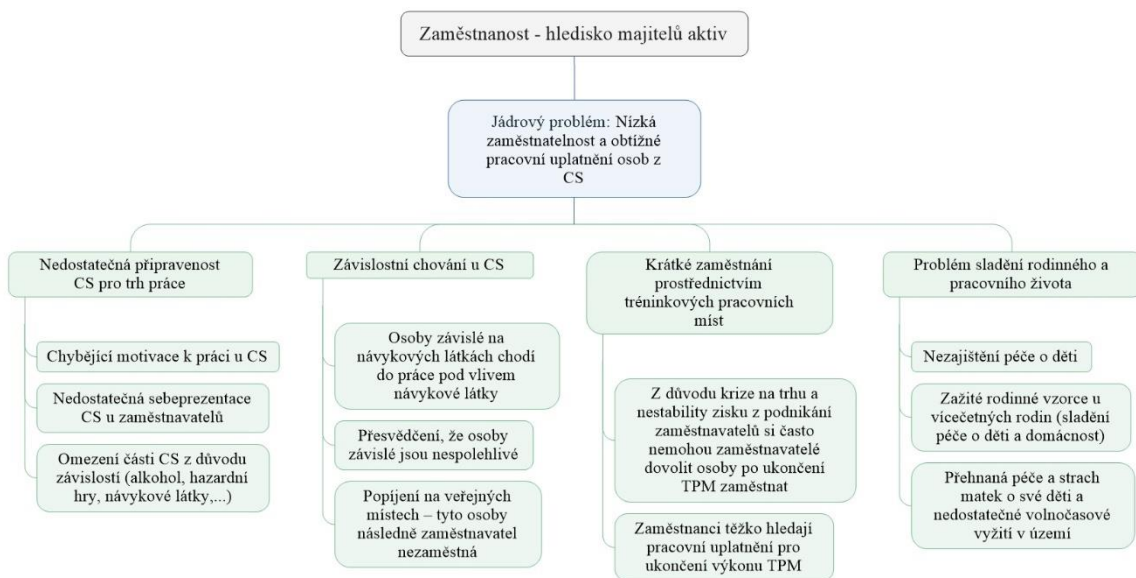 Zaměstnanost - hledisko majitelů aktiv
Jádrový problém: Nízká
zaměstnatelnost a obtížné
pracovní uplatnění osob z
CS
Nedostatečná připravenost
CS pro trh práce
Chybějící motivace k práci u CS
Nedostatečná sebeprezentace
CS u zaměstnavatelů
Omezení části CS z důvodu
závislostí (alkohol, hazardní
hry, návykové látky,...)
Závislostní chování u CS
Osoby závislé na
návykových látkách chodí
do práce pod vlivem
návykové látky
Přesvědčení, že osoby
závislé jsou nespolehlivé
Popíjení na veřejných
místech – tyto osoby
následně zaměstnavatel
nezaměstná
Krátké zaměstnání
prostřednictvím
tréninkových pracovních
míst
Z důvodu krize na trhu a
nestability zisku z podnikání
zaměstnavatelů si často
nemohou zaměstnavatelé
dovolit osoby po ukončení
TPM zaměstnat
Zaměstnanci těžko hledají
pracovní uplatnění pro
ukončení výkonu TPM
Problém sladění rodinného a
pracovního života
Nezajištění péče o děti
Zažité rodinné vzorce u
vícečetných rodin (sladění
péče o děti a domácnost)
Přehnaná péče a strach
matek o své děti a
nedostatečné volnočasové
vyžití v území